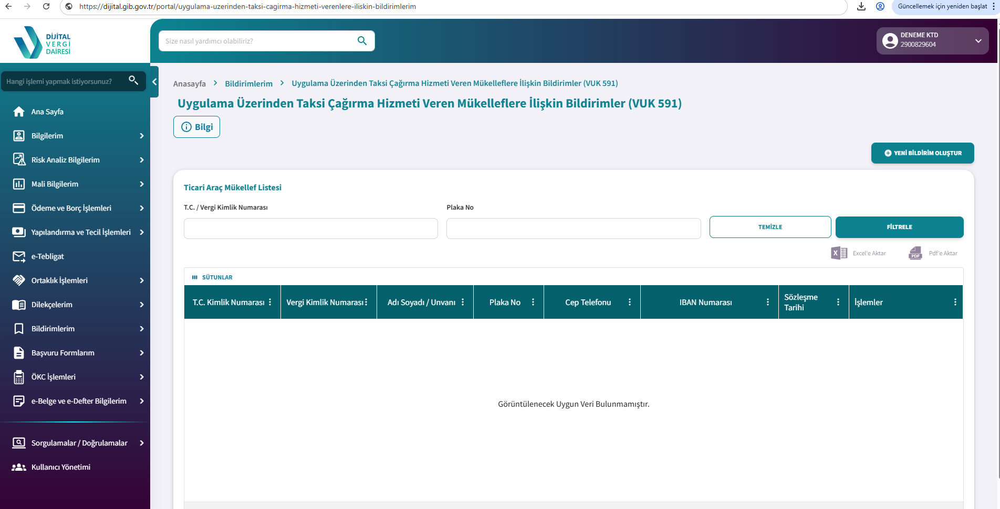 https://dijital.gib.gov.tr/portal/uygulama-uzerinden-taksi-cagirma-hizmeti-verenlere-iliskin-bildirimlerim
Güncellemek için yeniden başlat
DİJİTAL
VERGİ
DAİRESİ
Size nasıl yardımcı olabiliriz?
DENEME KTD
2900829604
Hangi işlemi yapmak istiyorsunuz?
Ana Sayfa
Bilgilerim
Risk Analiz Bilgilerim
Mali Bilgilerim
Ödeme ve Borç İşlemleri
Yapılandırma ve Tecil İşlemleri
e-Tebligat
Ortaklık İşlemleri
Dilekçelerim
Bildirimlerim
Başvuru Formlarım
ÖKC İşlemleri
e-Belge ve e-Defter Bilgilerim
Sorgulamalar / Doğrulamalar
Kullanıcı Yönetimi
Anasayfa > Bildirimlerim > Uygulama Üzerinden Taksi Çağırma Hizmeti Veren Mükelleflere İlişkin Bildirimler (VUK 591)
Uygulama Üzerinden Taksi Çağırma Hizmeti Veren Mükelleflere İlişkin Bildirimler (VUK 591)
Bilgi
YENİ BİLDİRİM OLUŞTUR
Ticari Araç Mükellef Listesi
T.C. / Vergi Kimlik Numarası
Plaka No
TEMİZLE
FİLTRELE
Excel'e Aktar
PDF
Pdf'e Aktar
SÜTUNLAR
T.C. Kimlik Numarası
Vergi Kimlik Numarası
Adı Soyadı / Unvanı
Plaka No
Cep Telefonu
IBAN Numarası
Sözleşme
Tarihi
İşlemler
Görüntülenecek Uygun Veri Bulunmamıştır.